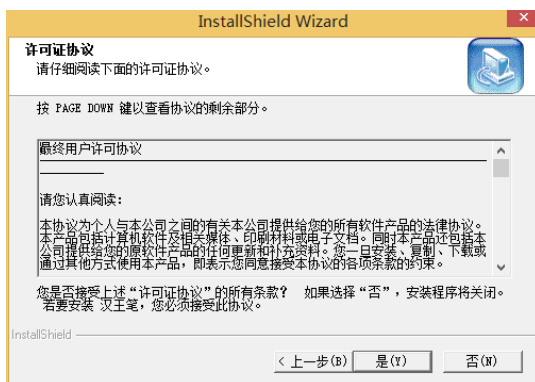 InstallShield Wizard
许可证协议
请仔细阅读下面的许可证协议。
按 PAGE DOWN 键以查看协议的剩余部分。
最终用户许可协议
请您认真阅读：
本协议为个人与本公司之间的有关本公司提供给您的所有软件产品的法律协议。
本产品包括计算机软件及相关媒体、印刷材料或电子文档。同时本产品还包括本
公司提供给您的原软件产品的任何更新和补充资料。您一旦安装、复制、下载或
通过其他方式使用本产品，即表示您同意接受本协议的各项条款的约束。
您是否接受上述“许可证协议”的所有条款？ 如果选择“否”，安装程序将关闭。
若要安装 汉王笔，您必须接受此协议。
InstallShield
< 上一步(B) 是(Y) 否(N)